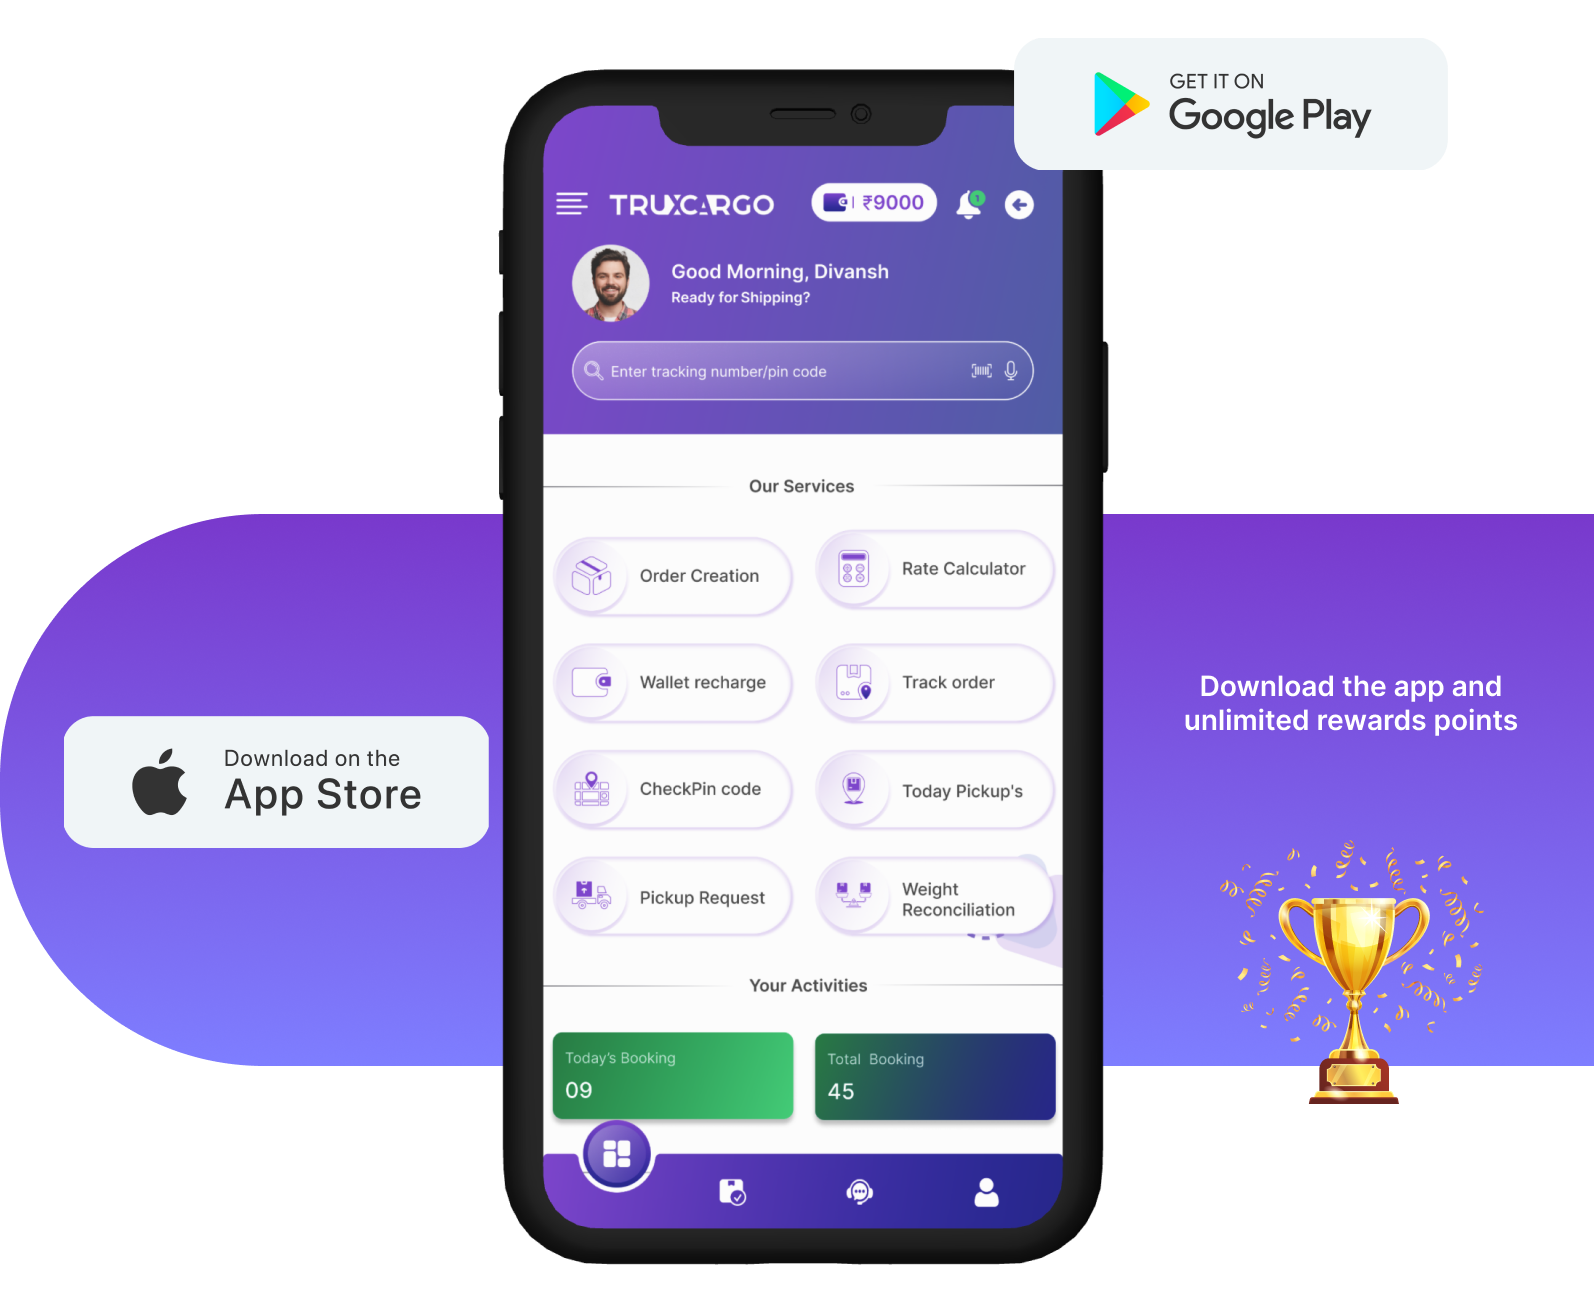 GET IT ON
Google Play
TRUXCARGO
₹9000
1
Good Morning, Divansh
Ready for Shipping?
Enter tracking number/pin code
Our Services
Order Creation
Rate Calculator
Wallet recharge
Track order
CheckPin code
Today Pickup's
Pickup Request
Weight
Reconciliation
Your Activities
Today's Booking
09
Total Booking
45
Download on the
App Store
Download the app and
unlimited rewards points